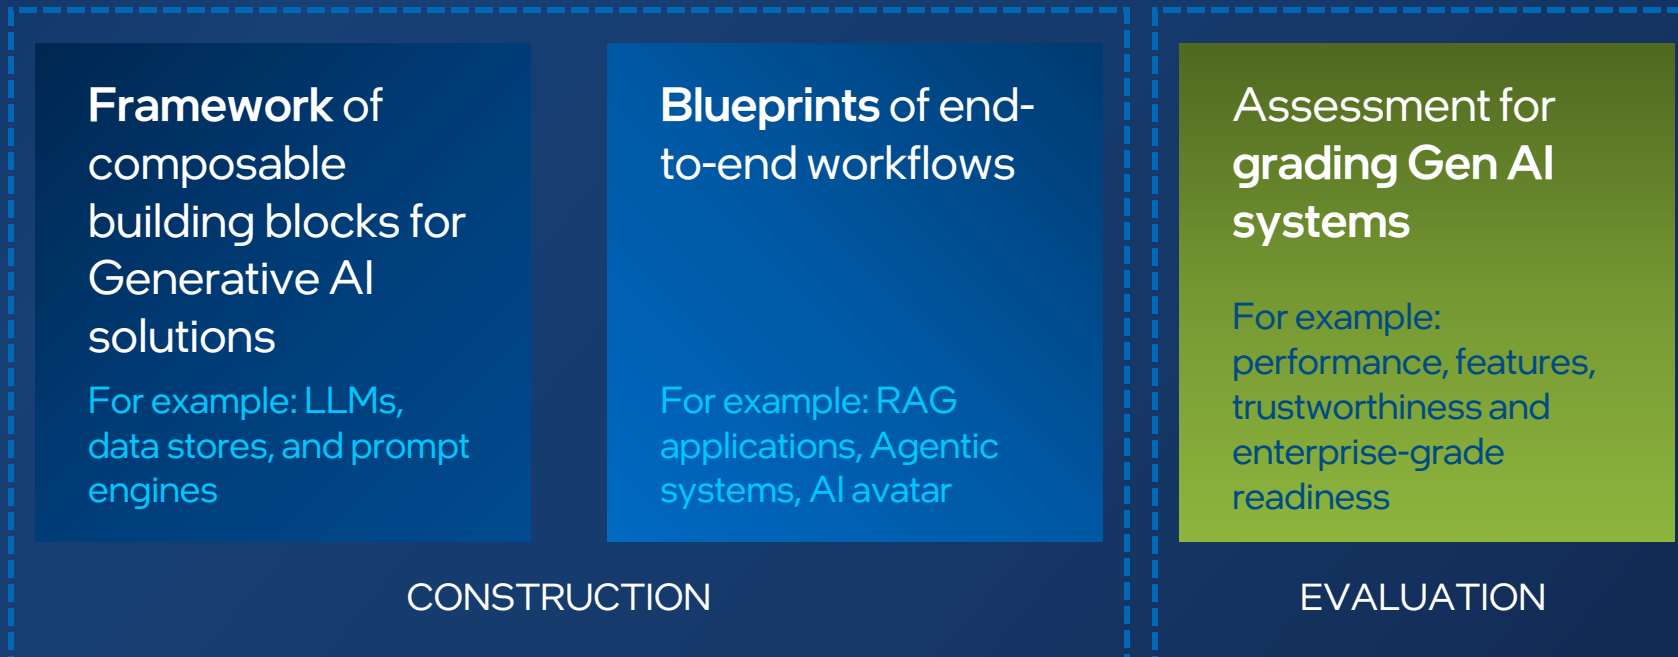 Framework of
composable
building blocks for
Generative AI
solutions
For example: LLMs,
data stores, and prompt
engines
Blueprints of end-
to-end workflows
For example: RAG
applications, Agentic
systems, AI avatar
CONSTRUCTION
Assessment for
grading Gen AI
systems
For example:
performance, features,
trustworthiness and
enterprise-grade
readiness
EVALUATION